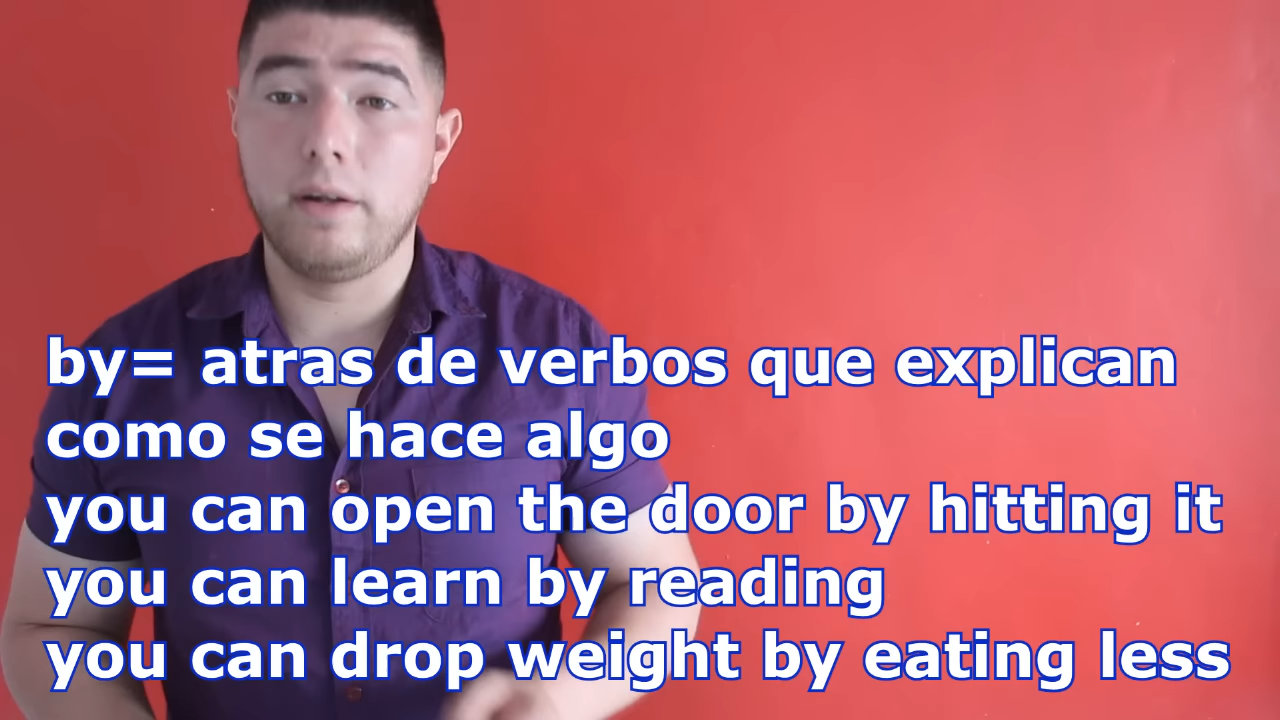 by= atras de verbos que explican
como se hace algo
you can open the door by hitting it
you can learn by reading
you can drop weight by eating less